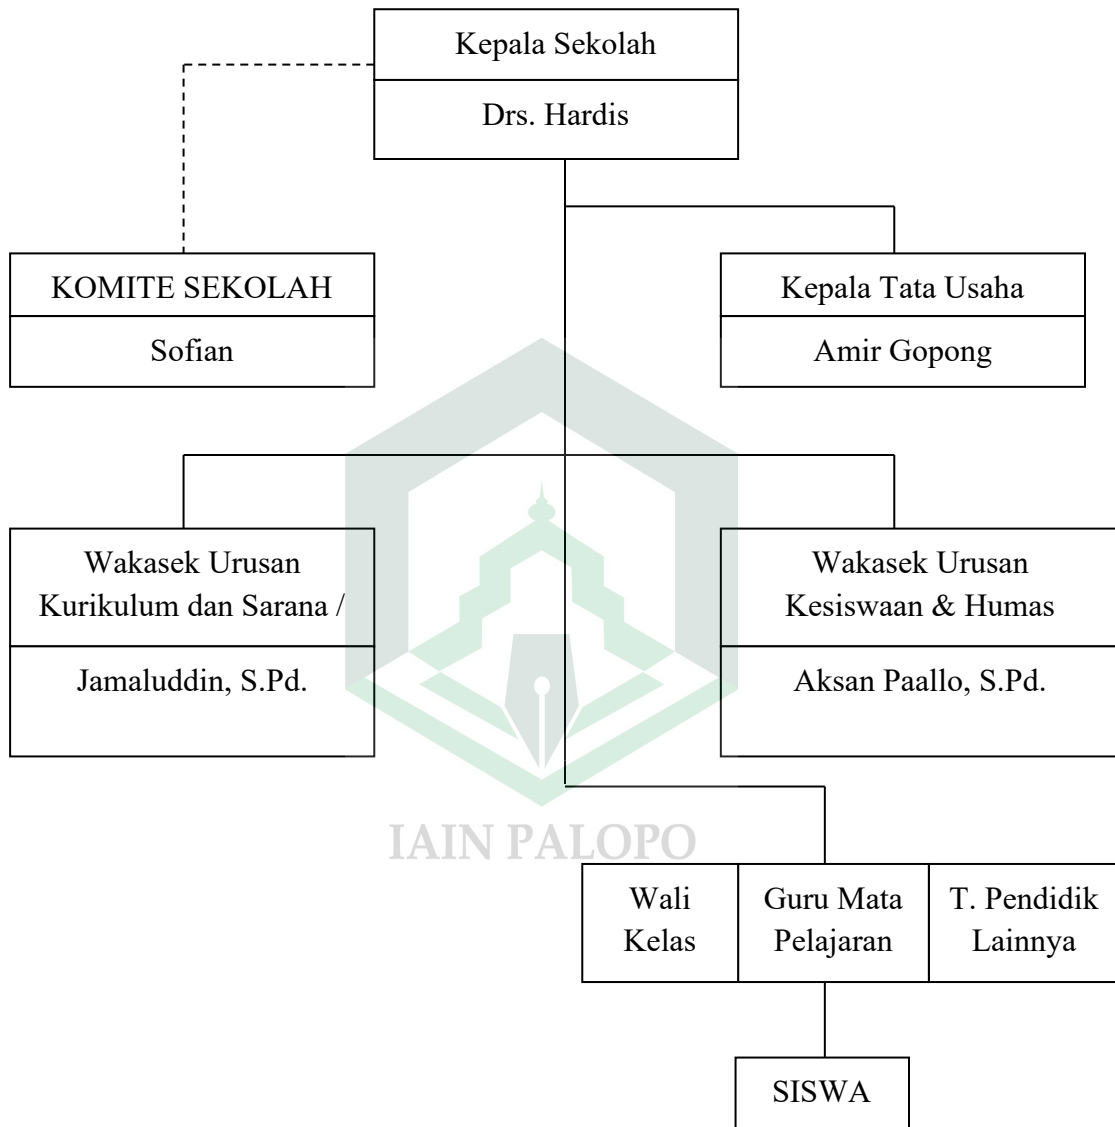 Kepala Sekolah
Drs. Hardis
KOMITE SEKOLAH
Sofian
Kepala Tata Usaha
Amir Gopong
Wakasek Urusan
Kurikulum dan Sarana /
Jamaluddin, S.Pd.
Wakasek Urusan
Kesiswaan & Humas
Aksan Paallo, S.Pd.
IAIN PALOPO
Wali
Kelas
Guru Mata
Pelajaran
T. Pendidik
Lainnya
SISWA